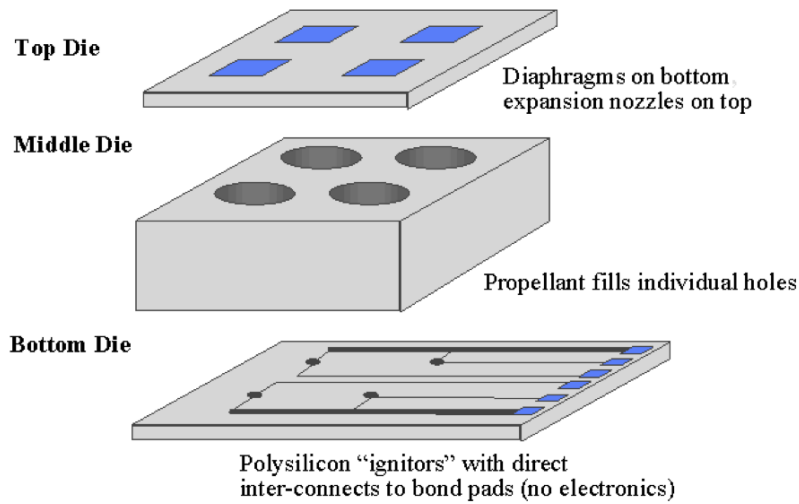 Top Die
Diaphragms on bottom
expansion nozzles on top
Middle Die
Propellant fills individual holes
Bottom Die
Polysilicon “ignitors” with direct
inter-connects to bond pads (no electronics)